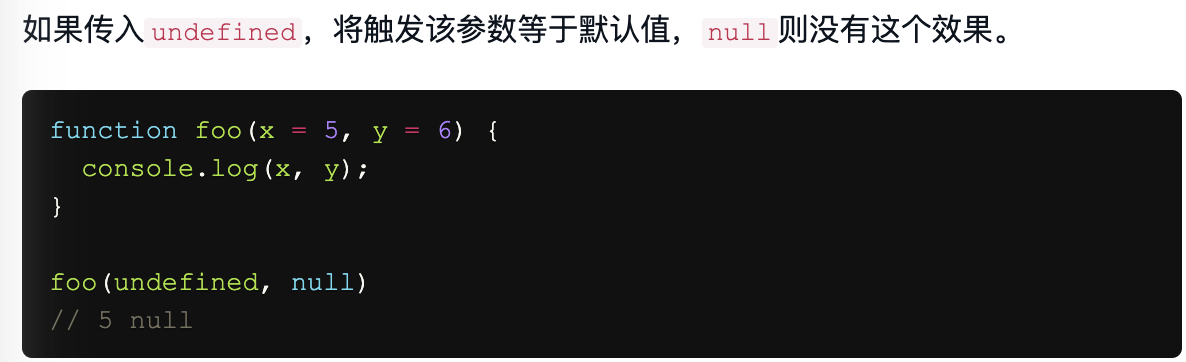 如果传入undefined，将触发该参数等于默认值，null则没有这个效果。
function foo(x = 5, y = 6) {
  console.log(x, y);
}
foo(undefined, null)
// 5 null